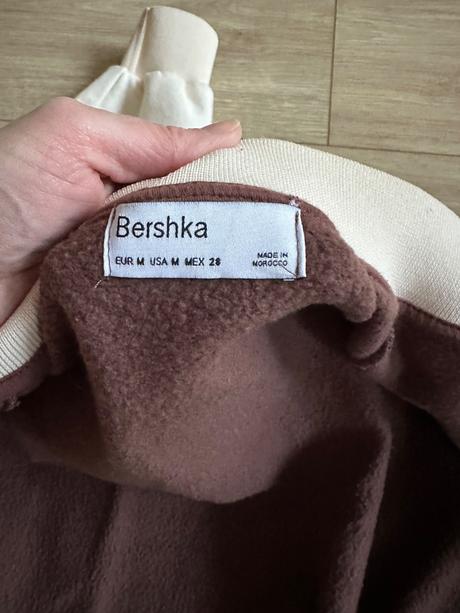 Bershka
EUR M USA M MEX 28
MADE IN
MOROCCO